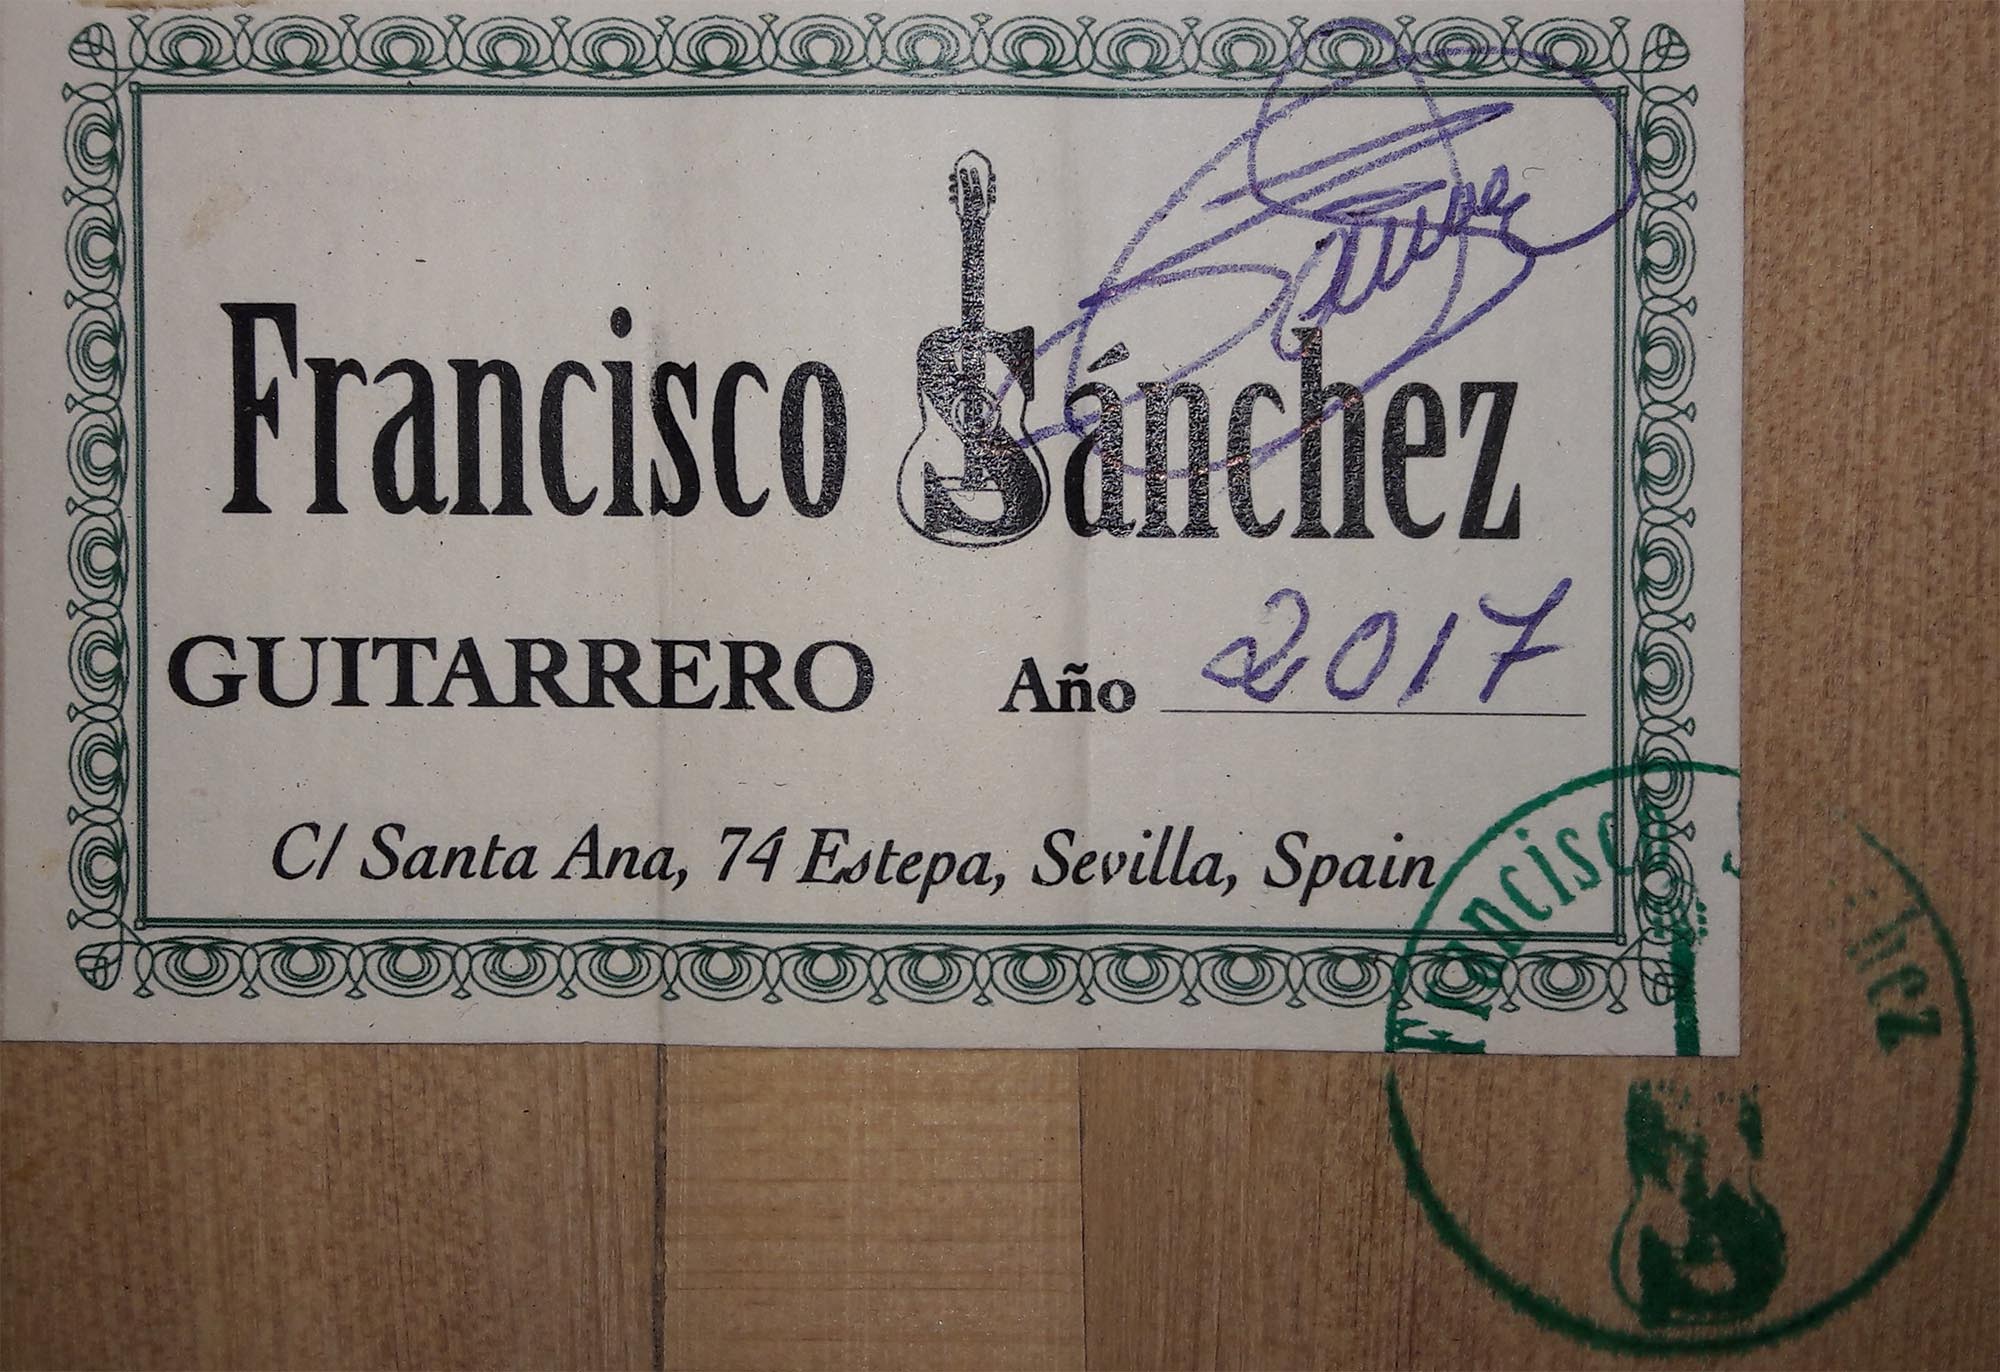 Francisco Sánchez
GUITARRERO Año 2017
C/ Santa Ana, 74 Estepa, Sevilla, Spain
Francisco